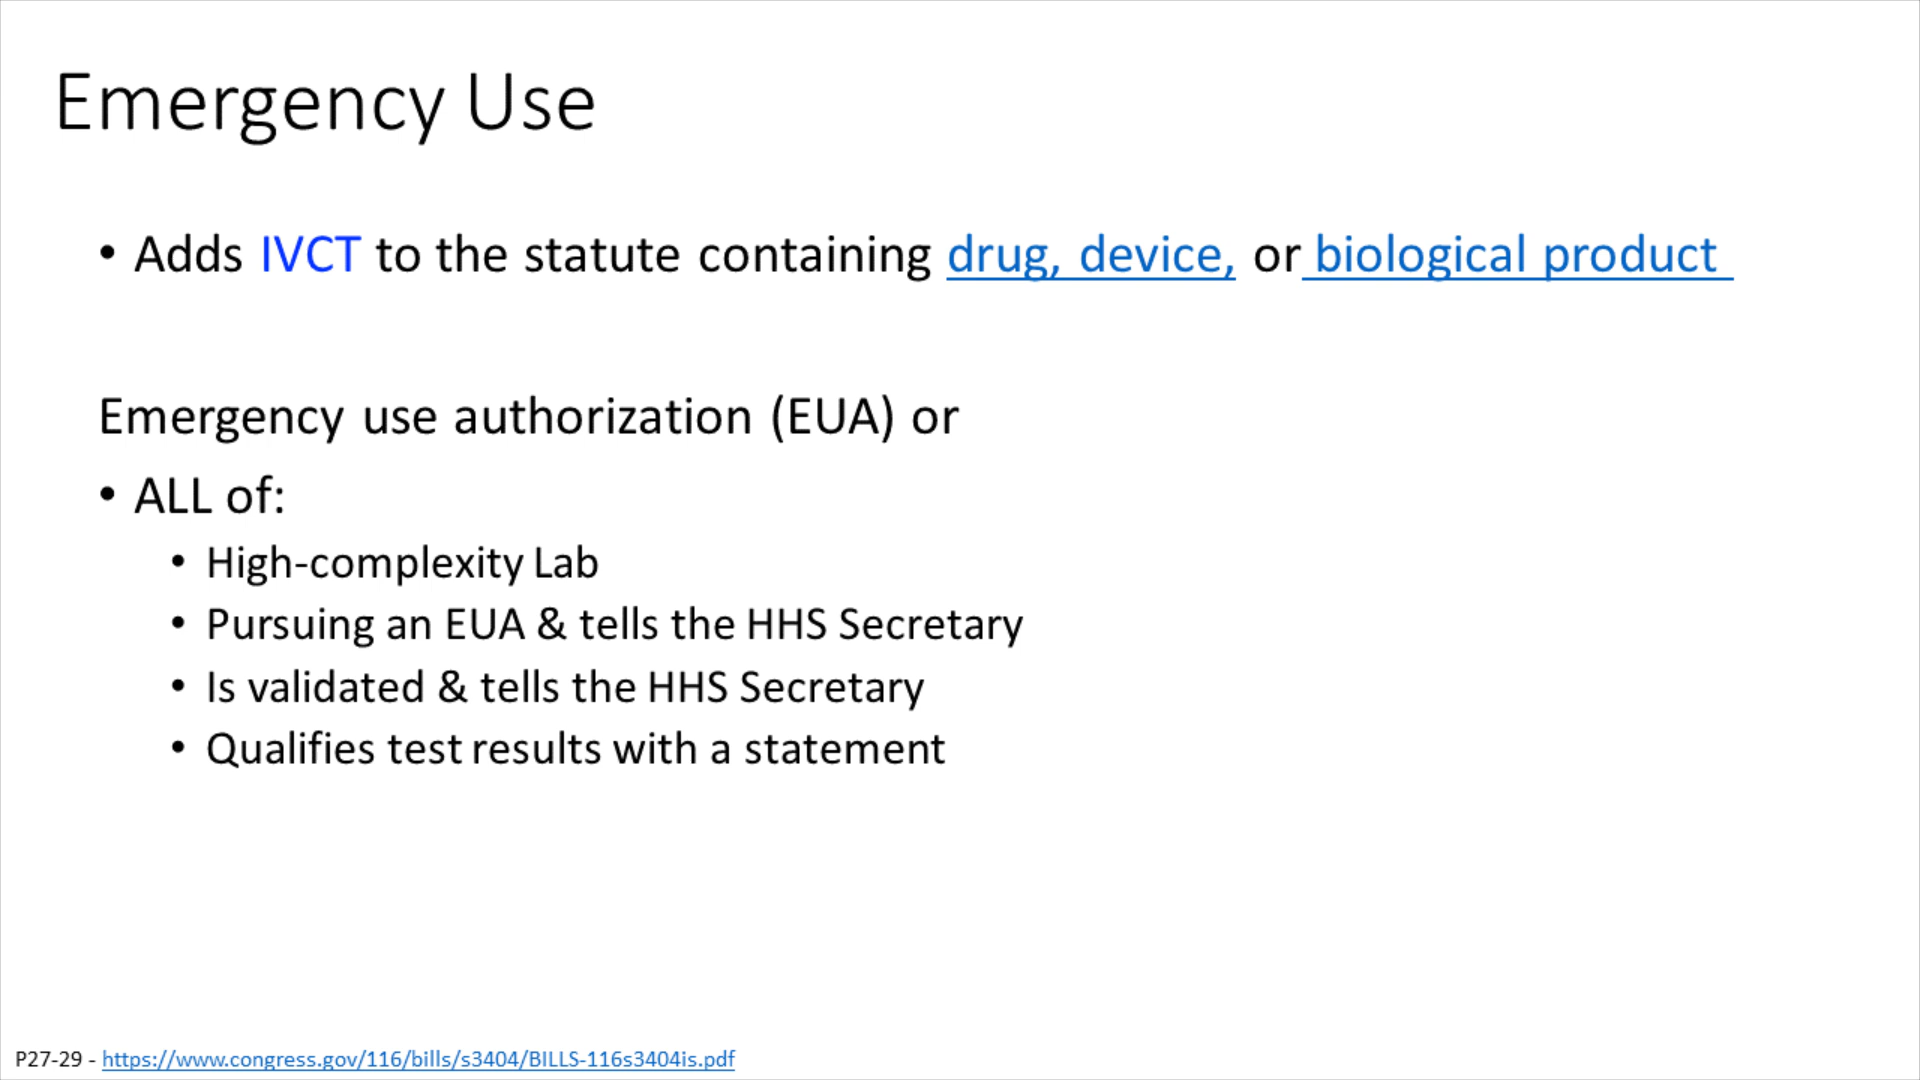 Emergency Use
• Adds IVCT to the statute containing drug, device, or biological product
Emergency use authorization (EUA) or
• ALL of:
• High-complexity Lab
• Pursuing an EUA & tells the HHS Secretary
• Is validated & tells the HHS Secretary
• Qualifies test results with a statement
P27-29 - https://www.congress.gov/116/bills/s3404/BILLS-116s3404is.pdf